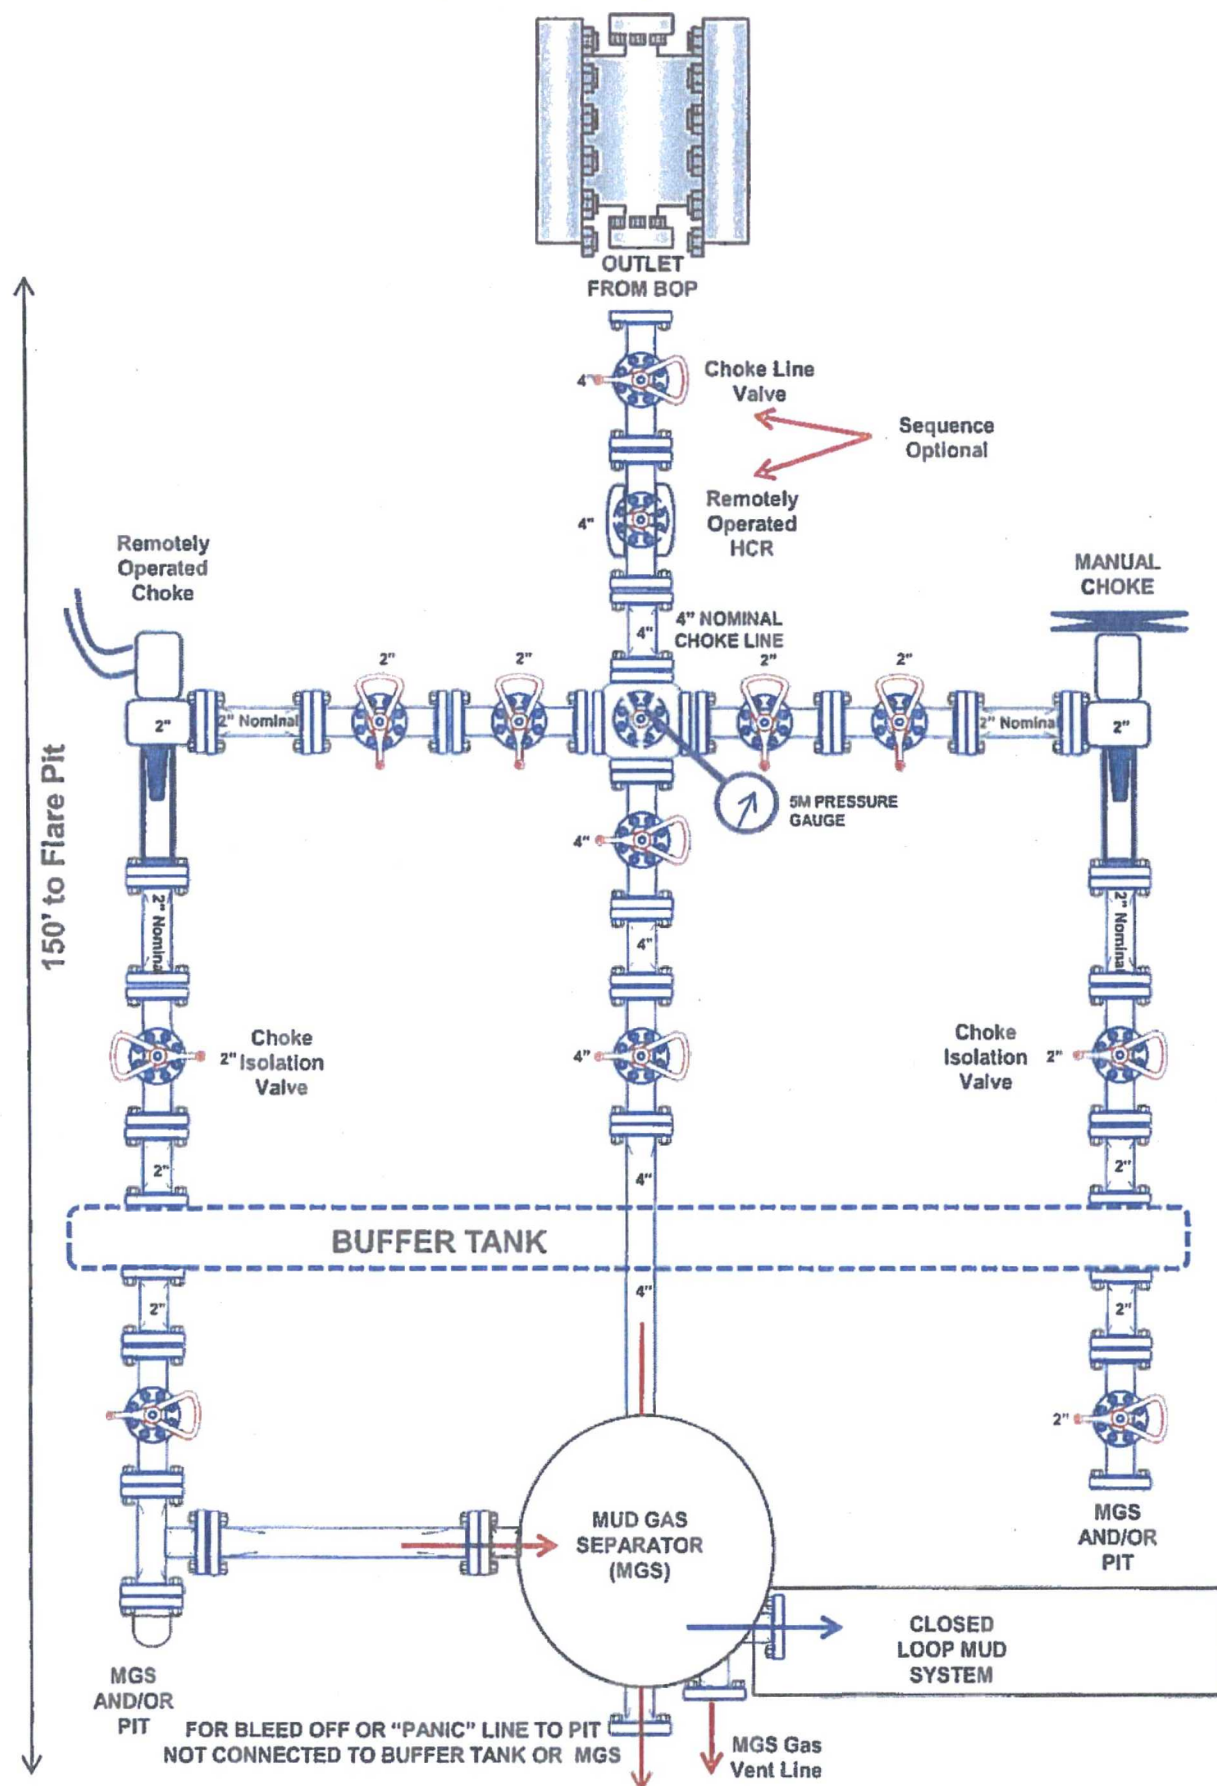 OUTLET
FROM BOP
4"
Choke Line
Valve
Sequence
Optional
4"
Remotely
Operated
HCR
Remotely
Operated
Choke
MANUAL
CHOKE
4"
4" NOMINAL
CHOKE LINE
2"
2"
2"
2"
2"
2" Nominal
2" Nominal
2"
5M PRESSURE
GAUGE
4"
150' to Flare Pit
2" Nominal
4"
2" Nominal
2"
Choke
Isolation
Valve
4"
Choke
Isolation
Valve
2"
2"
4"
2"
BUFFER TANK
2"
4"
2"
2"
MUD GAS
SEPARATOR
(MGS)
MGS
AND/OR
PIT
CLOSED
LOOP MUD
SYSTEM
MGS
AND/OR
PIT
FOR BLEED OFF OR "PANIC" LINE TO PIT
NOT CONNECTED TO BUFFER TANK OR MGS
MGS Gas
Vent Line